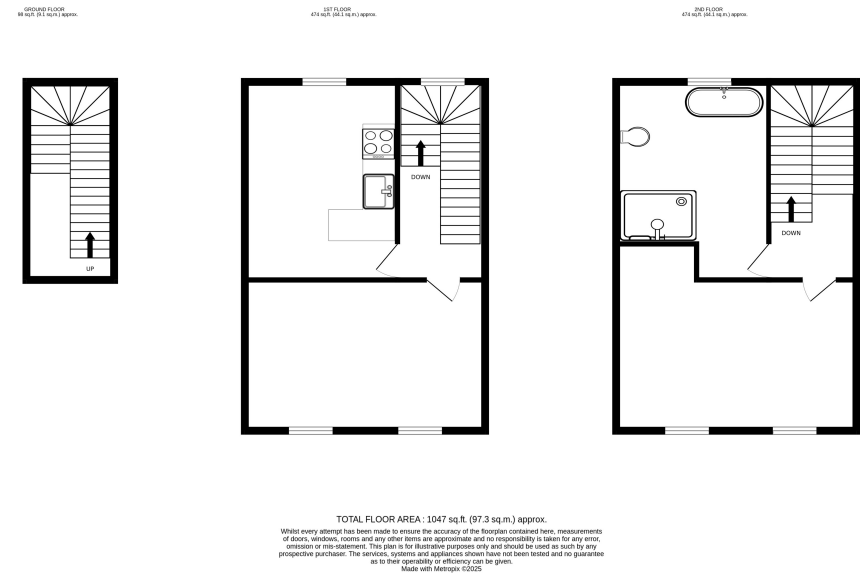 GROUND FLOOR
98 sq.ft. (9.1 sq.m.) approx.
1ST FLOOR
474 sq.ft. (44.1 sq.m.) approx.
2ND FLOOR
474 sq.ft. (44.1 sq.m.) approx.
UP
DOWN
DOWN
TOTAL FLOOR AREA : 1047 sq.ft. (97.3 sq.m.) approx.
Whilst every attempt has been made to ensure the accuracy of the floorplan contained here, measurements
of doors, windows, rooms and any other items are approximate and no responsibility is taken for any error,
omission or mis-statement. This plan is for illustrative purposes only and should be used as such by any
prospective purchaser. The services, systems and appliances shown have not been tested and no guarantee
as to their operability or efficiency can be given.
Made with Metropix ©2025